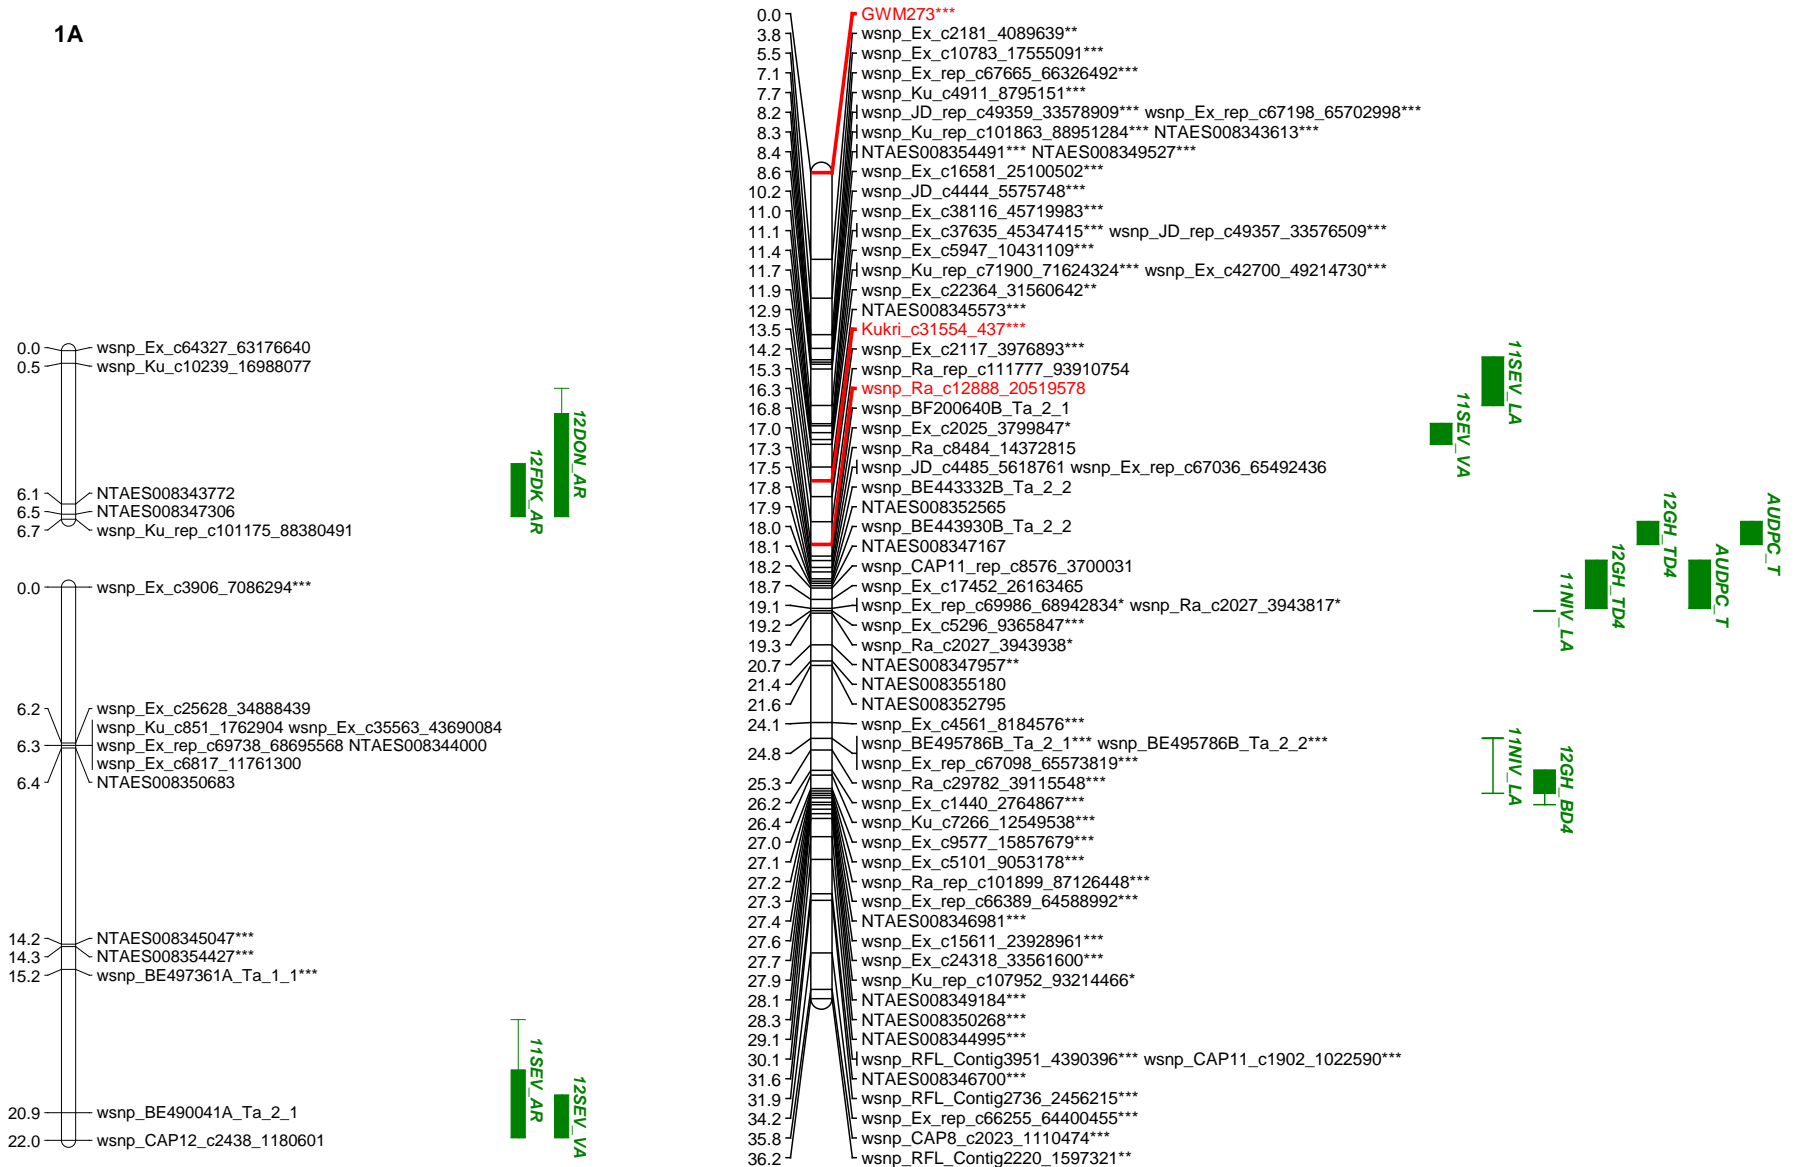 1A
0.0 wsnp_Ex_c64327_63176640
0.5 wsnp_Ku_c10239_16988077
6.1 NTAES008343772
6.5 NTAES008347306
6.7 wsnp_Ku_rep_c101175_88380491
12FDK_AR
12DON_AR
0.0 wsnp_Ex_c3906_7086294***
6.2 wsnp_Ex_c25628_34888439
wsnp_Ku_c851_1762904 wsnp_Ex_c35563_43690084
6.3 wsnp_Ex_rep_c69738_68695568 NTAES008344000
wsnp_Ex_c6817_11761300
6.4 NTAES008350683
14.2 NTAES008345047***
14.3 NTAES008354427***
15.2 wsnp_BE497361A_Ta_1_1***
20.9 wsnp_BE490041A_Ta_2_1
22.0 wsnp_CAP12_c2438_1180601
11SEV_AR
12SEV_VA
0.0 GWM273***
3.8 wsnp_Ex_c2181_4089639**
5.5 wsnp_Ex_c10783_17555091***
7.1 wsnp_Ex_rep_c67665_66326492***
7.7 wsnp_Ku_c4911_8795151***
8.2 wsnp_JD_rep_c49359_33578909*** wsnp_Ex_rep_c67198_65702998***
8.3 wsnp_Ku_rep_c101863_88951284*** NTAES008343613***
8.4 NTAES008354491*** NTAES008349527***
8.6 wsnp_Ex_c16581_25100502***
10.2 wsnp_JD_c4444_5575748***
11.0 wsnp_Ex_c38116_45719983***
11.1 wsnp_Ex_c37635_45347415*** wsnp_JD_rep_c49357_33576509***
11.4 wsnp_Ex_c5947_10431109***
11.7 wsnp_Ku_rep_c71900_71624324*** wsnp_Ex_c42700_49214730***
11.9 wsnp_Ex_c22364_31560642**
12.9 NTAES008345573***
13.5 Kukri_c31554_437***
14.2 wsnp_Ex_c2117_3976893***
15.3 wsnp_Ra_rep_c111777_93910754
16.3 wsnp_Ra_c12888_20519578
16.8 wsnp_BF200640B_Ta_2_1
17.0 wsnp_Ex_c2025_3799847*
17.3 wsnp_Ra_c8484_14372815
17.5 wsnp_JD_c4485_5618761 wsnp_Ex_rep_c67036_65492436
17.8 wsnp_BE443332B_Ta_2_2
17.9 NTAES008352565
18.0 wsnp_BE443930B_Ta_2_2
18.1 NTAES008347167
18.2 wsnp_CAP11_rep_c8576_3700031
18.7 wsnp_Ex_c17452_26163465
19.1 wsnp_Ex_rep_c69986_68942834* wsnp_Ra_c2027_3943817*
19.2 wsnp_Ex_c5296_9365847***
19.3 wsnp_Ra_c2027_3943938*
20.7 NTAES008347957**
21.4 NTAES008355180
21.6 NTAES008352795
24.1 wsnp_Ex_c4561_8184576***
24.8 wsnp_BE495786B_Ta_2_1*** wsnp_BE495786B_Ta_2_2***
wsnp_Ex_rep_c67098_65573819***
25.3 wsnp_Ra_c29782_39115548***
26.2 wsnp_Ex_c1440_2764867***
26.4 wsnp_Ku_c7266_12549538***
27.0 wsnp_Ex_c9577_15857679***
27.1 wsnp_Ex_c5101_9053178***
27.2 wsnp_Ra_rep_c101899_87126448***
27.3 wsnp_Ex_rep_c66389_64588992***
27.4 NTAES008346981***
27.6 wsnp_Ex_c15611_23928961***
27.7 wsnp_Ex_c24318_33561600***
27.9 wsnp_Ku_rep_c107952_93214466*
28.1 NTAES008349184***
28.3 NTAES008350268***
29.1 NTAES008344995***
30.1 wsnp_RFL_Contig3951_4390396*** wsnp_CAP11_c1902_1022590***
31.6 NTAES008346700***
31.9 wsnp_RFL_Contig2736_2456215***
34.2 wsnp_Ex_rep_c66255_64400455***
35.8 wsnp_CAP8_c2023_1110474***
36.2 wsnp_RFL_Contig2220_1597321**
11SEV_VA
11SEV_LA
11NIV_LA
12GH_TD4
12GH_TD4
AUDPC_T
AUDPC_T
11NIV_LA
12GH_BD4